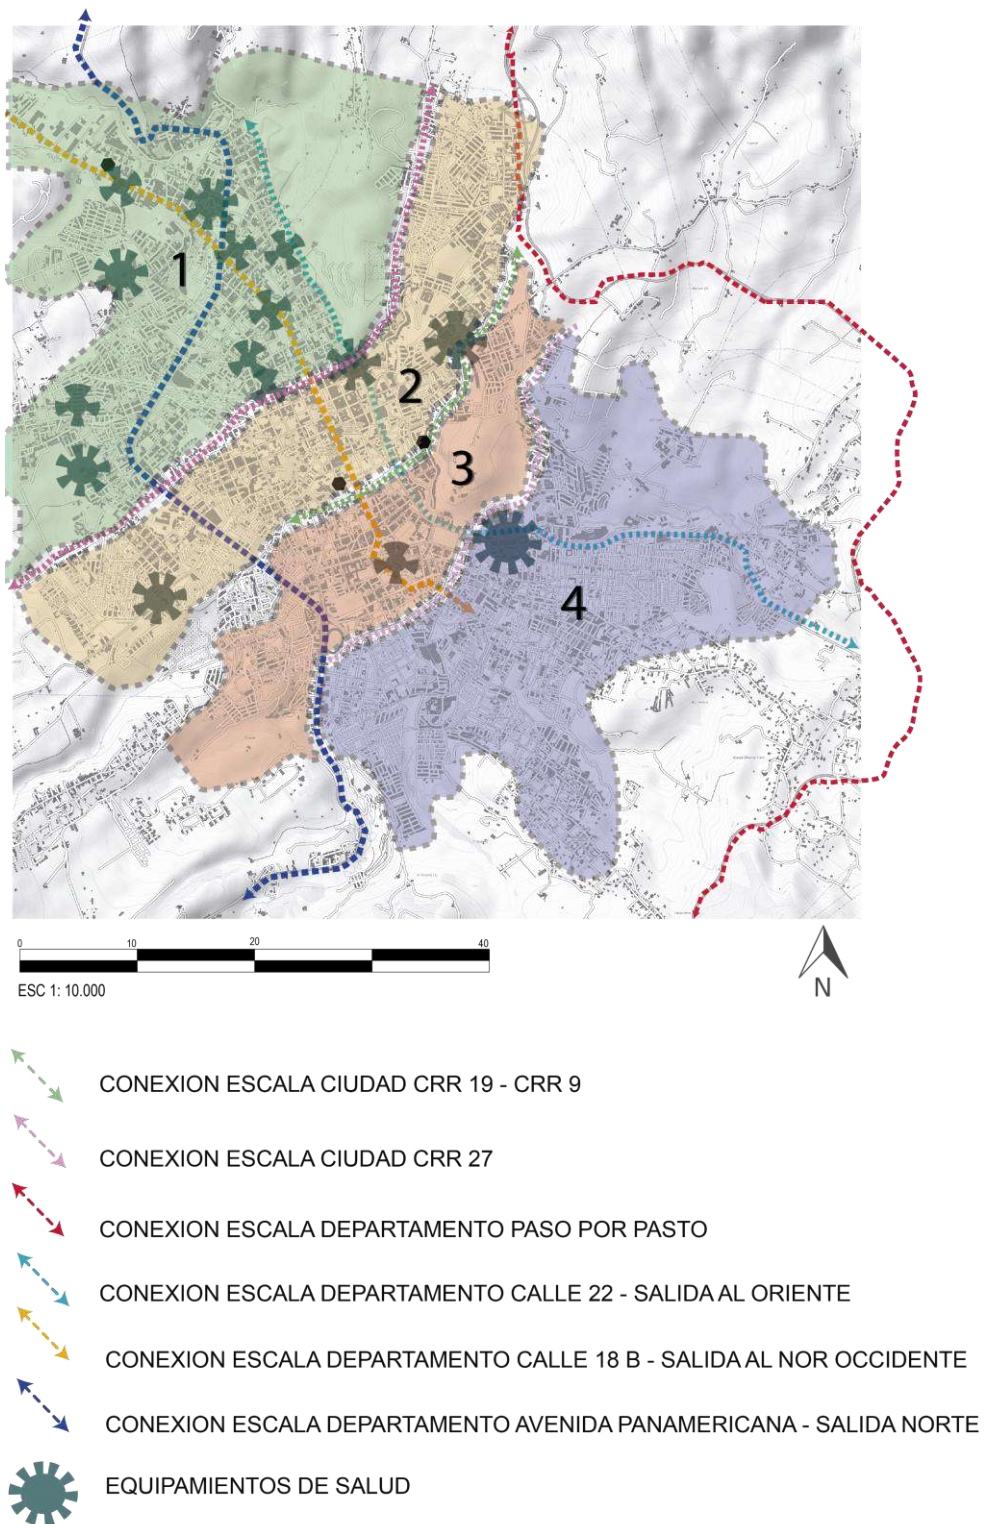 1
2
3
4
0 10 20 40
ESC 1: 10.000
N
CONEXION ESCALA CIUDAD CRR 19 - CRR 9
CONEXION ESCALA CIUDAD CRR 27
CONEXION ESCALA DEPARTAMENTO PASO POR PASTO
CONEXION ESCALA DEPARTAMENTO CALLE 22 - SALIDA AL ORIENTE
CONEXION ESCALA DEPARTAMENTO CALLE 18 B - SALIDA AL NOR OCCIDENTE
CONEXION ESCALA DEPARTAMENTO AVENIDA PANAMERICANA - SALIDA NORTE
EQUIPAMIENTOS DE SALUD